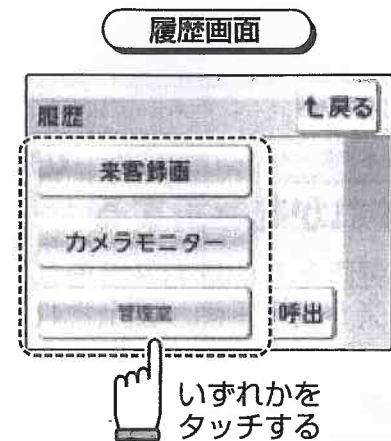 履歴画面
履歴
戻る
来客録画
カメラモニター
管理室
呼出
いずれかを
タッチする